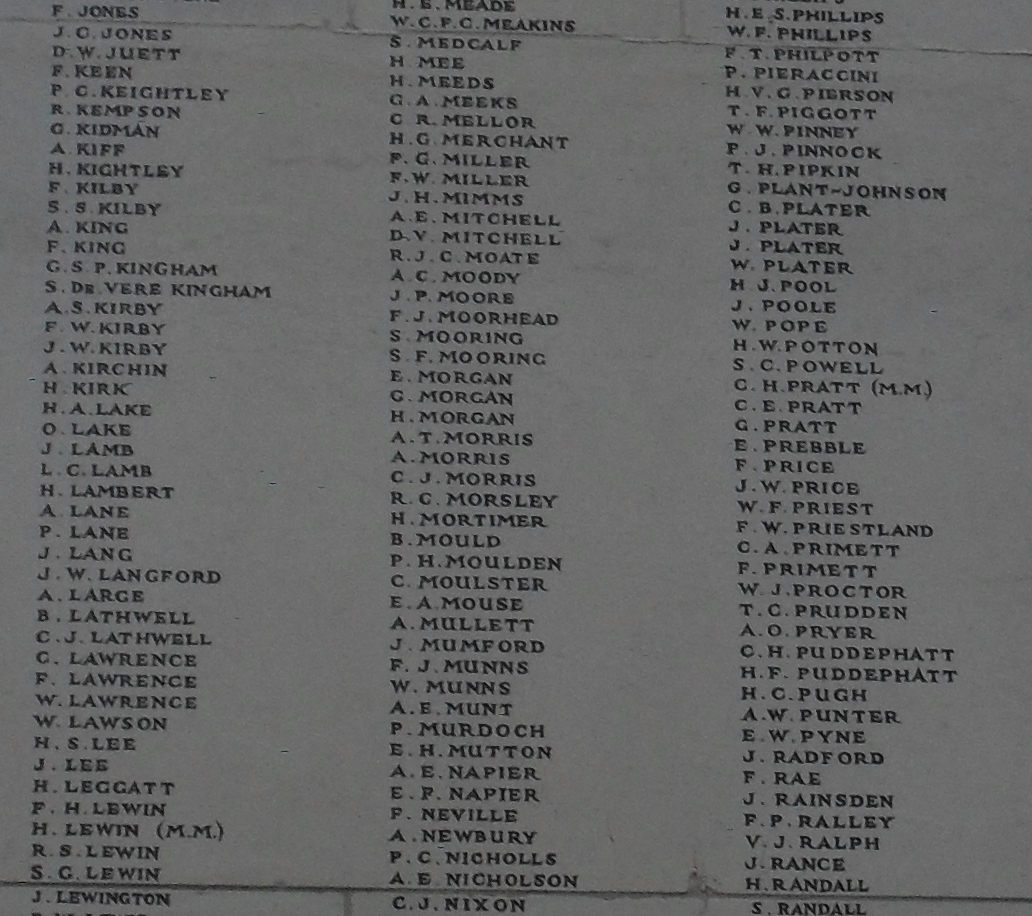 F. JONES
J. C. JONES
D. W. JUETT
F. KEEN
P. C. KEIGHTLEY
R. KEMPSON
G. KIDMAN
A. KIFF
H. KIGHTLEY
F. KILBY
S. S. KILBY
A. KING
F. KING
G. S. P. KINGHAM
S. DE VERE KINGHAM
A. S. KIRBY
F. W. KIRBY
J. W. KIRBY
A. KIRCHIN
H. KIRK
H. A. LAKE
O. LAKE
J. LAMB
L. C. LAMB
H. LAMBERT
A. LANE
P. LANE
J. LANG
J. W. LANGFORD
A. LARGE
B. LATHWELL
C. J. LATHWELL
G. LAWRENCE
F. LAWRENCE
W. LAWRENCE
W. LAWSON
H. S. LEE
J. LEE
H. LEGGATT
F. H. LEWIN
H. LEWIN (M.M.)
R. S. LEWIN
S. G. LEWIN
J. LEWINGTON
H. E. MEADE
W. C. F. C. MEAKINS
S. MEDCALF
H MEE
H. MEEDS
G. A. MEEKS
C R. MELLOR
H. G. MERCHANT
F. G. MILLER
F. W. MILLER
J. H. MIMMS
A. E. MITCHELL
D. V. MITCHELL
R. J. C. MOATE
A. C. MOODY
J. P. MOORE
F. J. MOORHEAD
S. MOORING
S. F. MOORING
E. MORGAN
G. MORGAN
H. MORGAN
A. T. MORRIS
A. MORRIS
C. J. MORRIS
R. C. MORSLEY
H. MORTIMER
B. MOULD
P. H. MOULDEN
C. MOULSTER
E. A. MOUSE
A. MULLETT
J. MUMFORD
F. J. MUNNS
W. MUNNS
A. E. MUNT
P. MURDOCH
E. H. MUTTON
A. E. NAPIER
E. F. NAPIER
F. NEVILLE
A. NEWBURY
P. C. NICHOLLS
A. E. NICHOLSON
C. J. NIXON
H. E. S. PHILLIPS
W. F. PHILLIPS
F. T. PHILPOTT
P. PIERACCINI
H. V. G. PIERSON
T. F. PIGGOTT
W W. PINNEY
P. J. PINNOCK
T. H. PIPKIN
G. PLANT-JOHNSON
C. B. PLATER
J. PLATER
J. PLATER
W. PLATER
H J. POOL
J. POOLE
W. POPE
H. W. POTTON
S. C. POWELL
C. H. PRATT (M.M.)
C. E. PRATT
G. PRATT
E. PREBBLE
F. PRICE
J. W. PRICE
W. F. PRIEST
F. W. PRIESTLAND
C. A. PRIMETT
F. PRIMETT
W. J. PROCTOR
T. C. PRUDDEN
A. O. PRYER
C. H. PUDDEPHATT
H. F. PUDDEPHATT
H. C. PUGH
A. W. PUNTER
E. W. PYNE
J. RADFORD
F. RAE
J. RAINSDEN
F. P. RALLEY
V. J. RALPH
J. RANCE
H. RANDALL
S. RANDALL